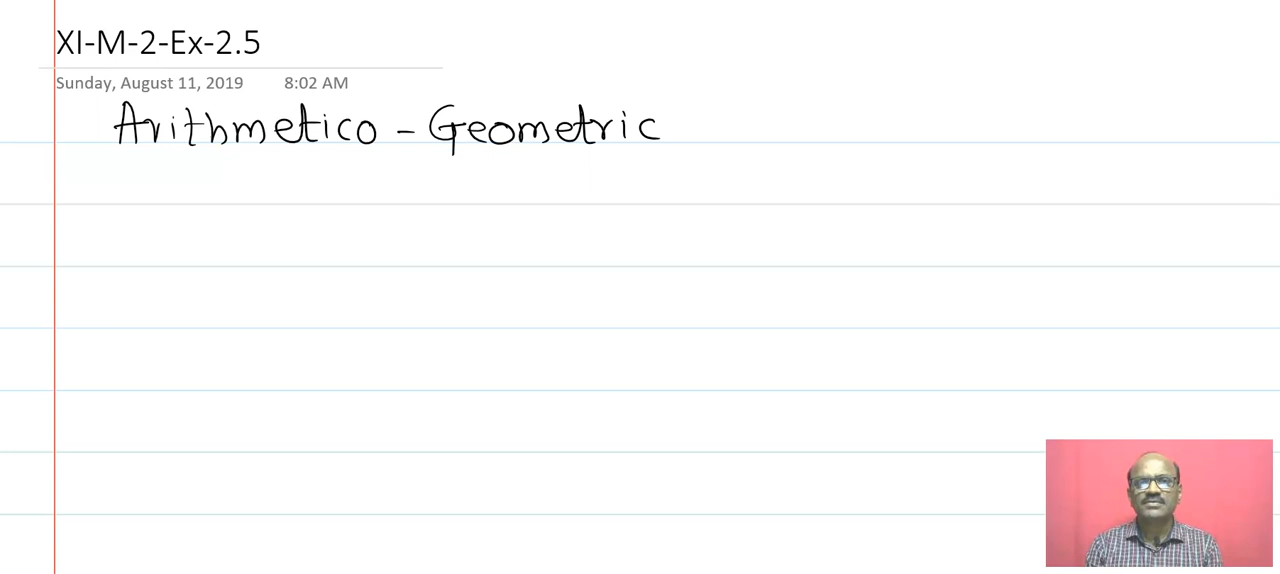 XI-M-2-Ex-2.5
Sunday, August 11, 2019 8:02 AM
Arithmetico - Geometric